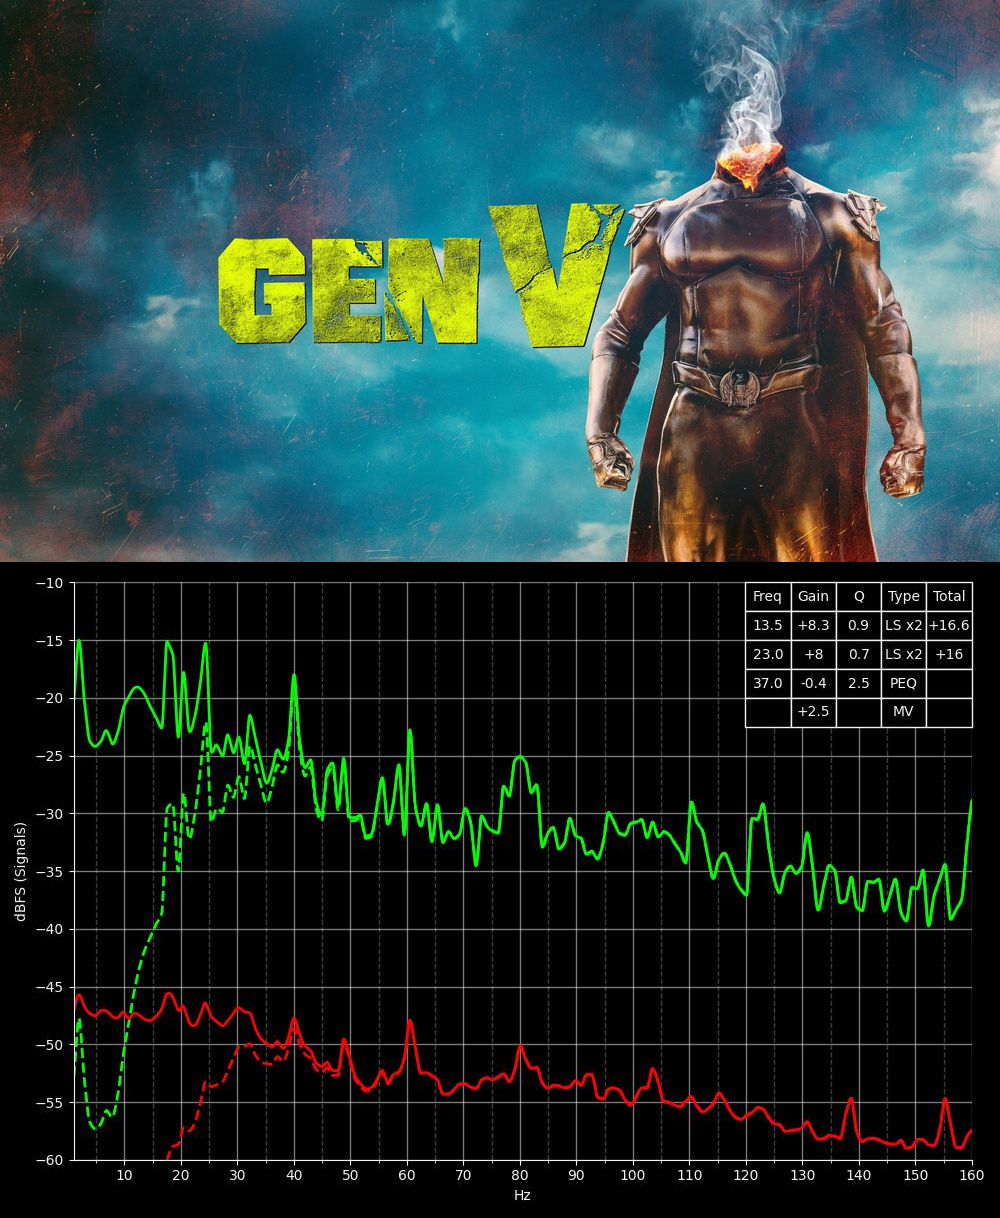 GEN V
Freq Gain Q Type Total
13.5 +8.3 0.9 LS x2 +16.6
23.0 +8 0.7 LS x2 +16
37.0 -0.4 2.5 PEQ
+2.5 MV
−10
−15
−20
−25
−30
−35
−40
−45
−50
−55
−60
dBFS (Signals)
10 20 30 40 50 60 70 80 90 100 110 120 130 140 150 160
Hz